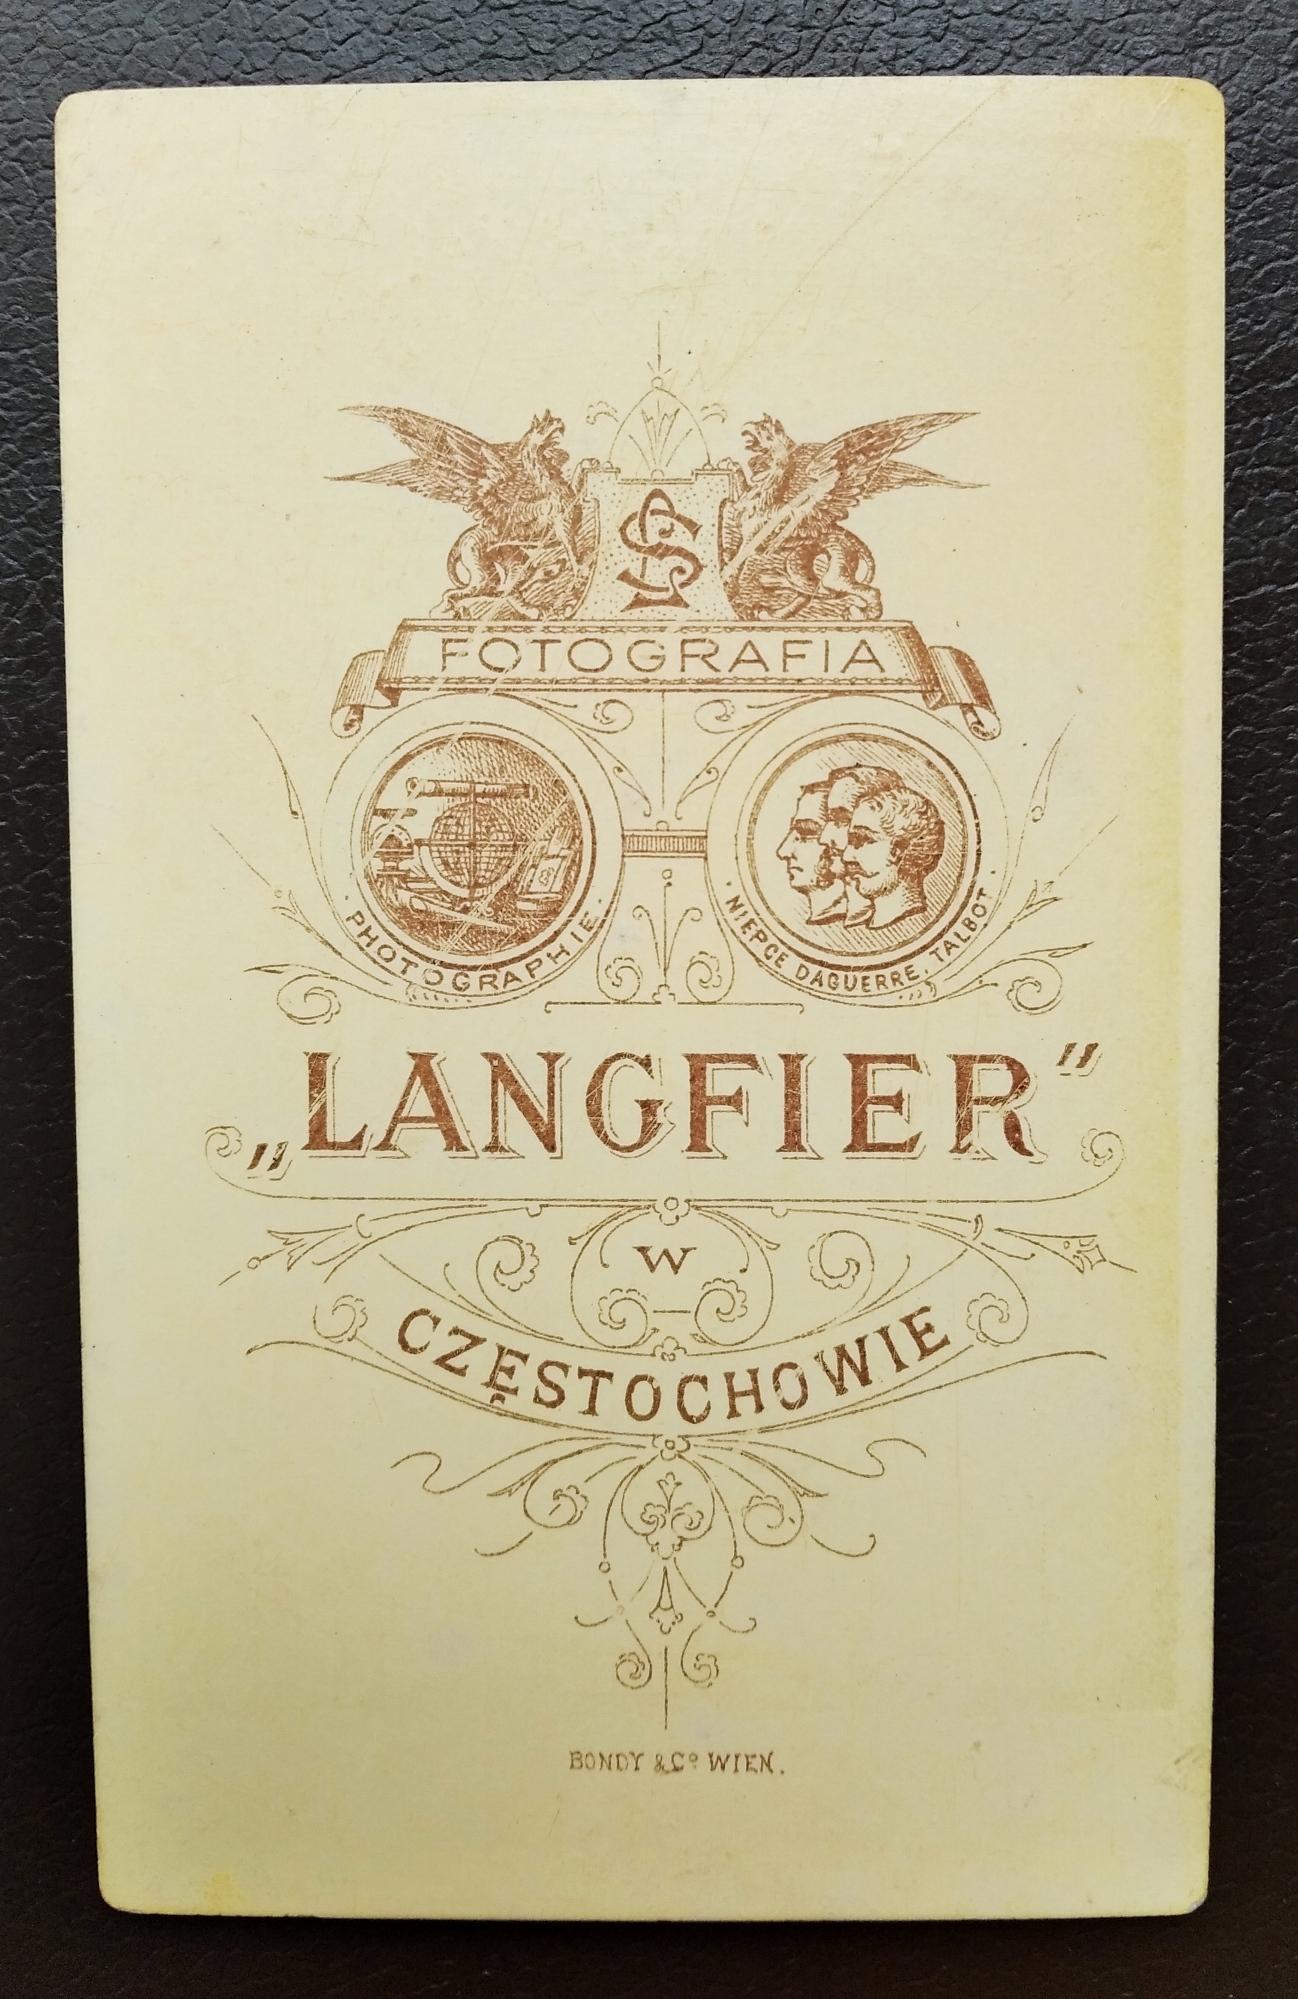 FOTOGRAFIA
PHOTOGRAPHIE
NIEPCE DAGUERRE, TALBOT
„LANGFIER"
W
CZĘSTOCHOWIE
BONDY & Cº WIEN.